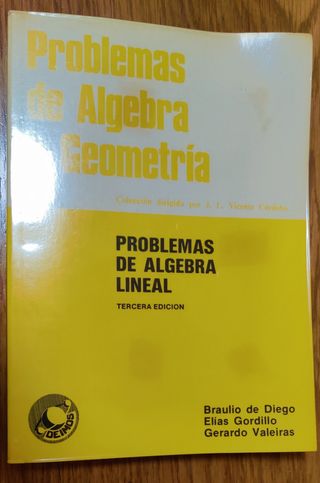 Problemas
de Algebra
Geometría
Colección dirigida por J. L. Vicente Córdoba
PROBLEMAS
DE ALGEBRA
LINEAL
TERCERA EDICION
DEIMOS
Braulio de Diego
Elías Gordillo
Gerardo Valeiras